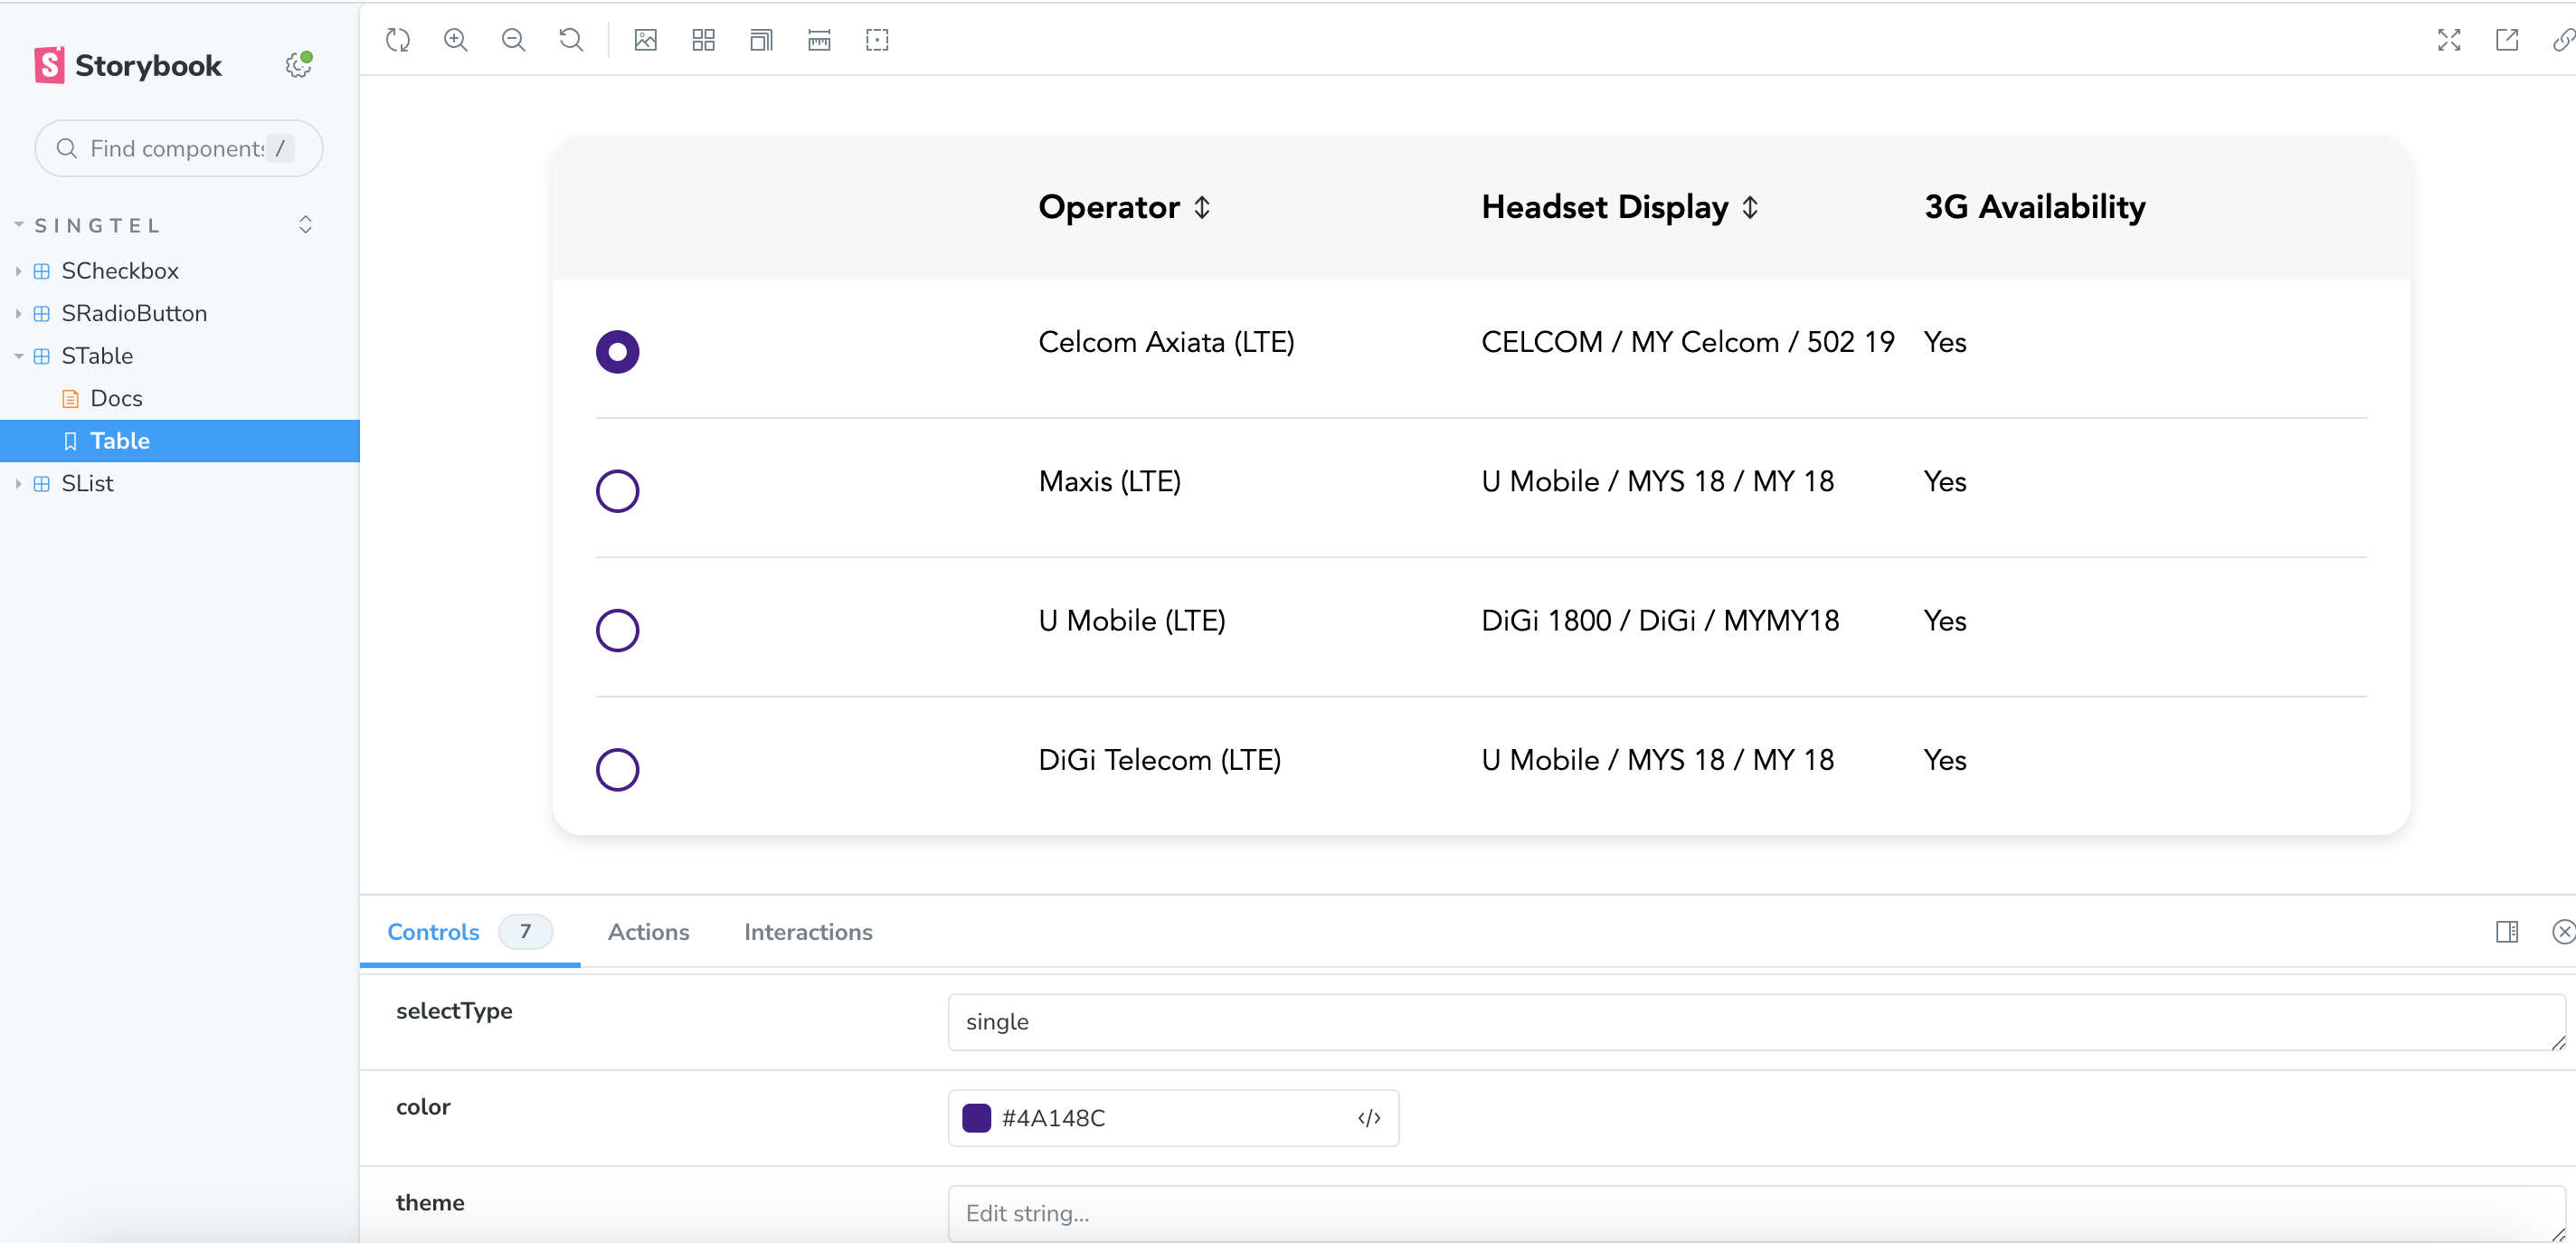 Storybook
Find components /
SINGTEL
SCheckbox
SRadioButton
STable
Docs
Table
SList
Operator Headset Display 3G Availability
Celcom Axiata (LTE) CELCOM / MY Celcom / 502 19 Yes
Maxis (LTE) U Mobile / MYS 18 / MY 18 Yes
U Mobile (LTE) DiGi 1800 / DiGi / MYMY18 Yes
DiGi Telecom (LTE) U Mobile / MYS 18 / MY 18 Yes
Controls 7 Actions Interactions
selectType single
color #4A148C
theme Edit string...